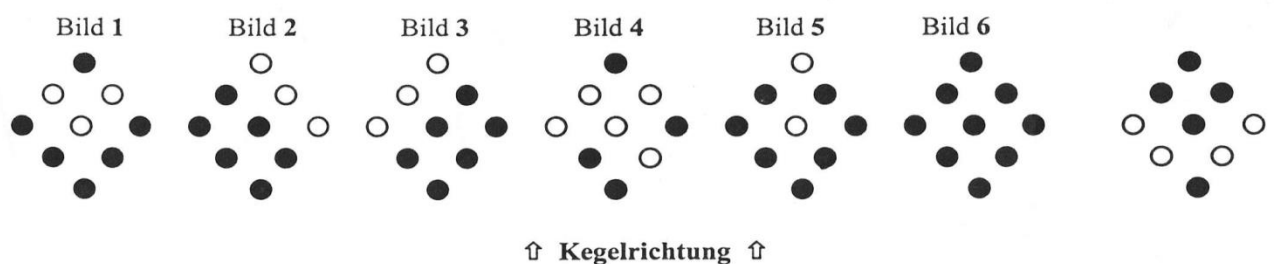 Bild 1 Bild 2 Bild 3 Bild 4 Bild 5 Bild 6
⇧ Kegelrichtung ⇧